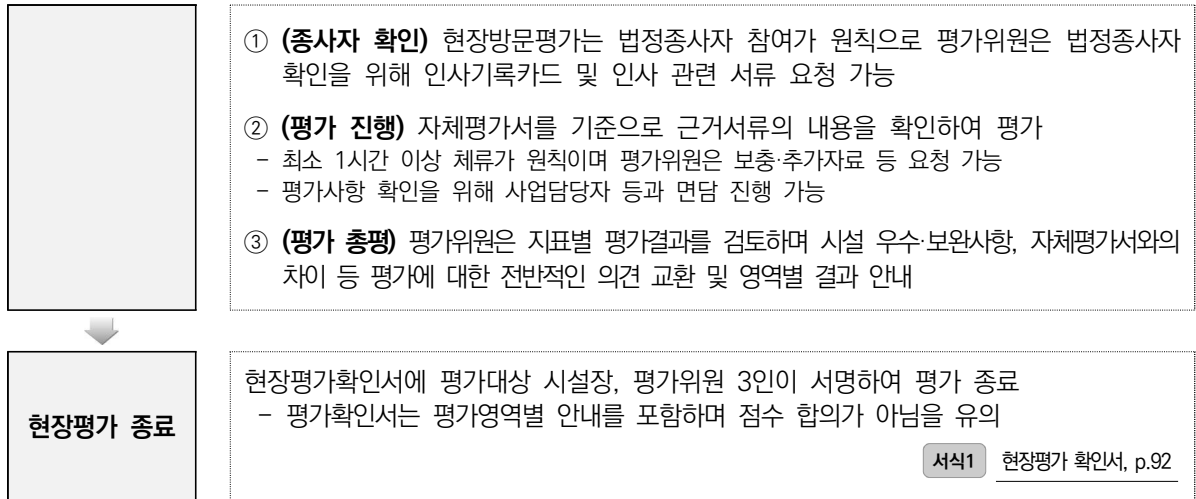 ① (종사자 확인) 현장방문평가는 법정종사자 참여가 원칙으로 평가위원은 법정종사자
확인을 위해 인사기록카드 및 인사 관련 서류 요청 가능
② (평가 진행) 자체평가서를 기준으로 근거서류의 내용을 확인하여 평가
- 최소 1시간 이상 체류가 원칙이며 평가위원은 보충·추가자료 등 요청 가능
- 평가사항 확인을 위해 사업담당자 등과 면담 진행 가능
③ (평가 총평) 평가위원은 지표별 평가결과를 검토하며 시설 우수·보완사항, 자체평가서와의
차이 등 평가에 대한 전반적인 의견 교환 및 영역별 결과 안내
현장평가 종료
현장평가확인서에 평가대상 시설장, 평가위원 3인이 서명하여 평가 종료
- 평가확인서는 평가영역별 안내를 포함하며 점수 합의가 아님을 유의
서식1 현장평가 확인서, p.92